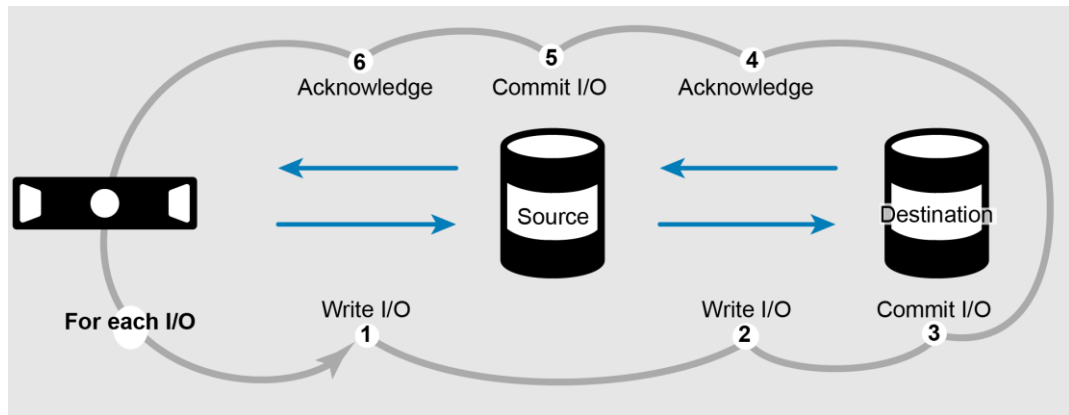 6
5
4
Acknowledge
Commit I/O
Acknowledge
Source
Destination
For each I/O
Write I/O
Write I/O
Commit I/O
1
2
3